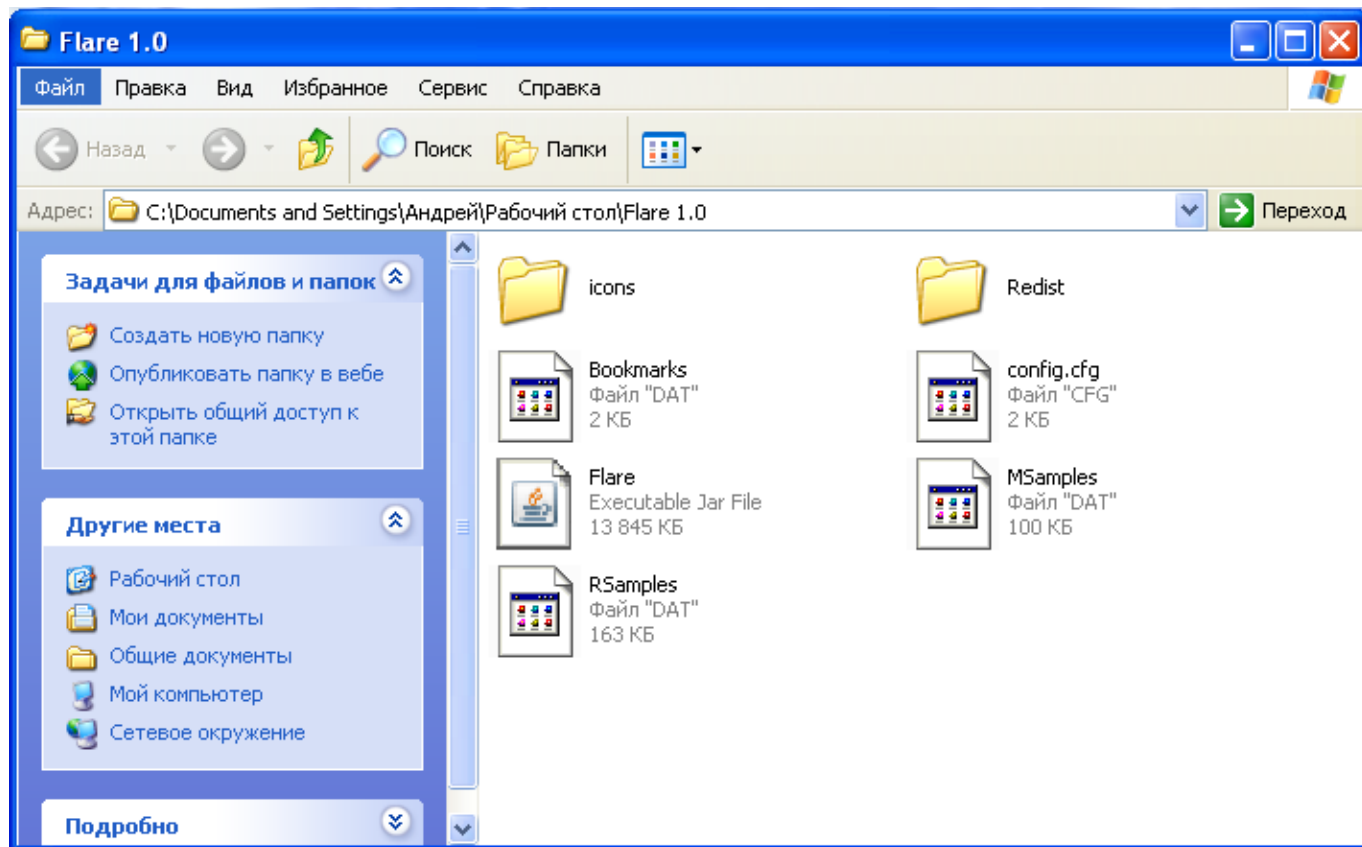 Flare 1.0
Файл Правка Вид Избранное Сервис Справка
Назад Поиск Папки
Адрес: C:\Documents and Settings\Андрей\Рабочий стол\Flare 1.0 Переход
Задачи для файлов и папок
Создать новую папку
Опубликовать папку в вебе
Открыть общий доступ к
этой папке
Другие места
Рабочий стол
Мои документы
Общие документы
Мой компьютер
Сетевое окружение
Подробно
icons
Redist
Bookmarks
Файл "DAT"
2 КБ
config.cfg
Файл "CFG"
2 КБ
Flare
Executable Jar File
13 845 КБ
MSamples
Файл "DAT"
100 КБ
RSamples
Файл "DAT"
163 КБ